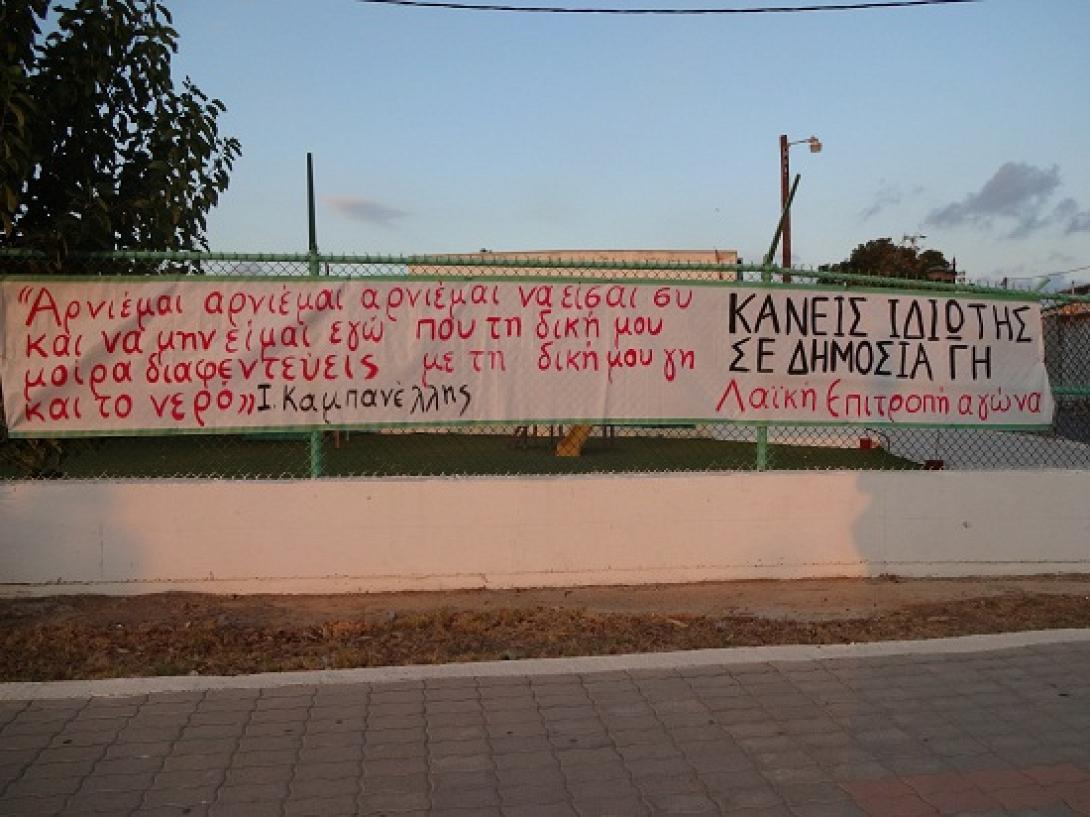 "Αρνιέμαι αρνιέμαι αρνιέμαι να είσαι συ
και να μην είμαι εγώ που τη δική μου
μοίρα διαφεντεύεις με τη δική μου γη
και το νερό» Ι. Καμπανέλλης
ΚΑΝΕΙΣ ΙΔΙΩΤΗΣ
ΣΕ ΔΗΜΟΣΙΑ ΓΗ
Λαϊκή Επιτροπή αγώνα